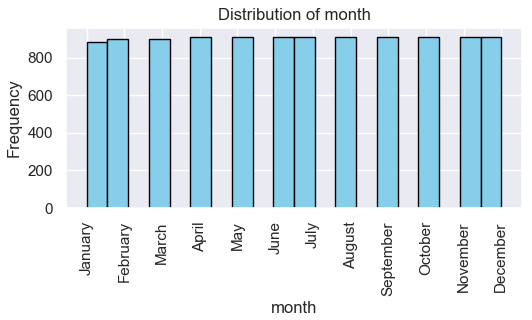 Distribution of month
Frequency
800
600
400
200
0
January
February
March
April
May
June
July
August
September
October
November
December
month